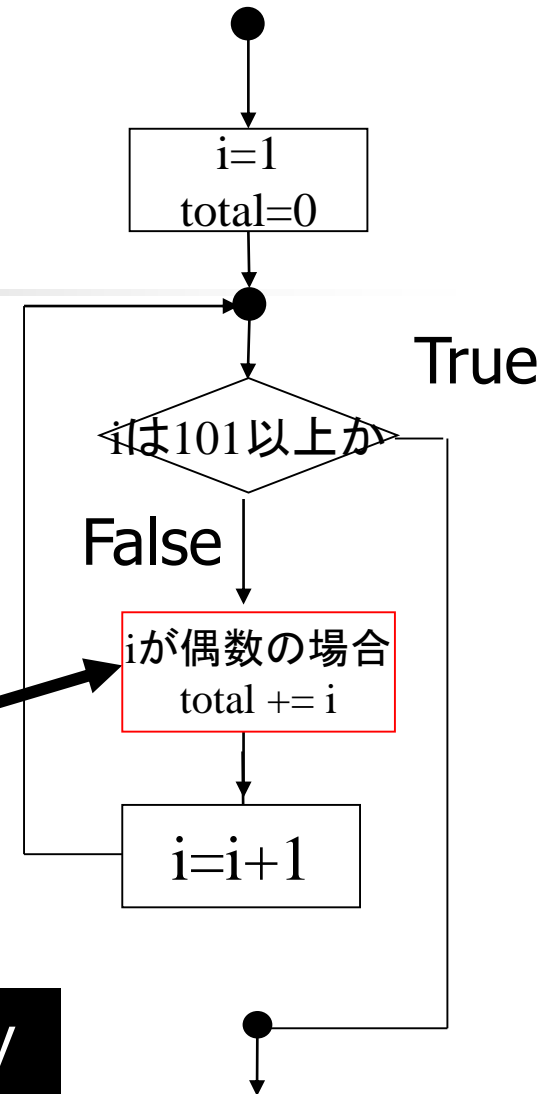 i=1
total=0
True
iは101以上か
False
iが偶数の場合
total += i
i=i+1